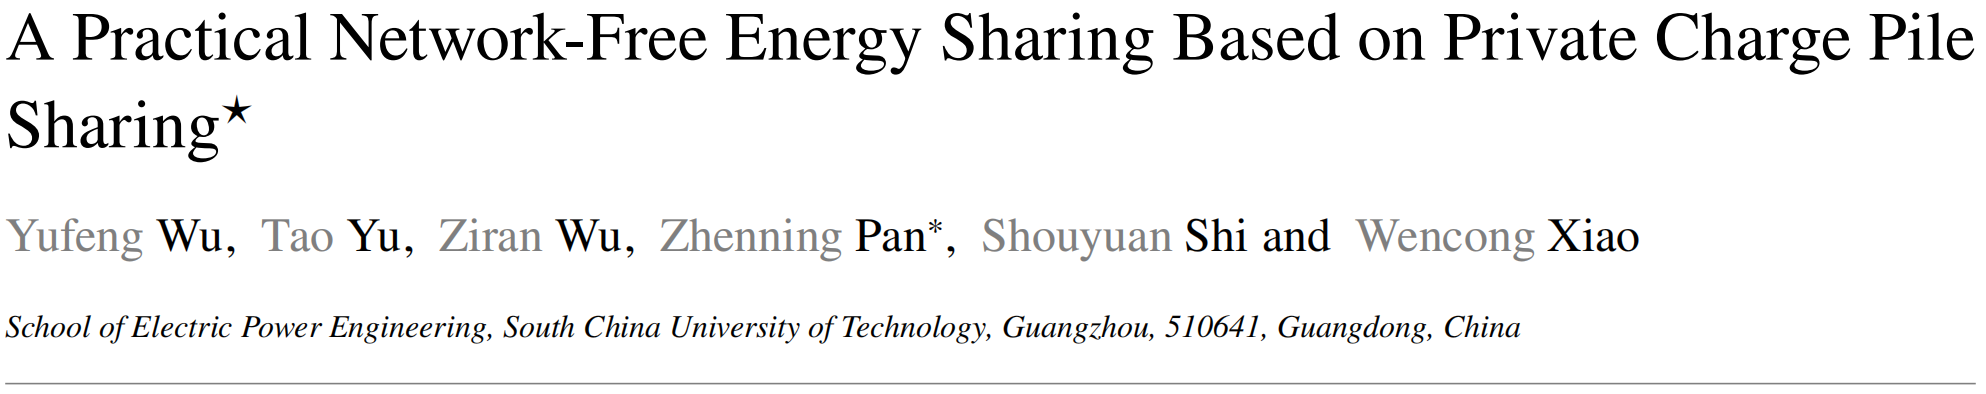 A Practical Network-Free Energy Sharing Based on Private Charge Pile
Sharing★
Yufeng Wu, Tao Yu, Ziran Wu, Zhenning Pan*, Shouyuan Shi and Wencong Xiao
School of Electric Power Engineering, South China University of Technology, Guangzhou, 510641, Guangdong, China